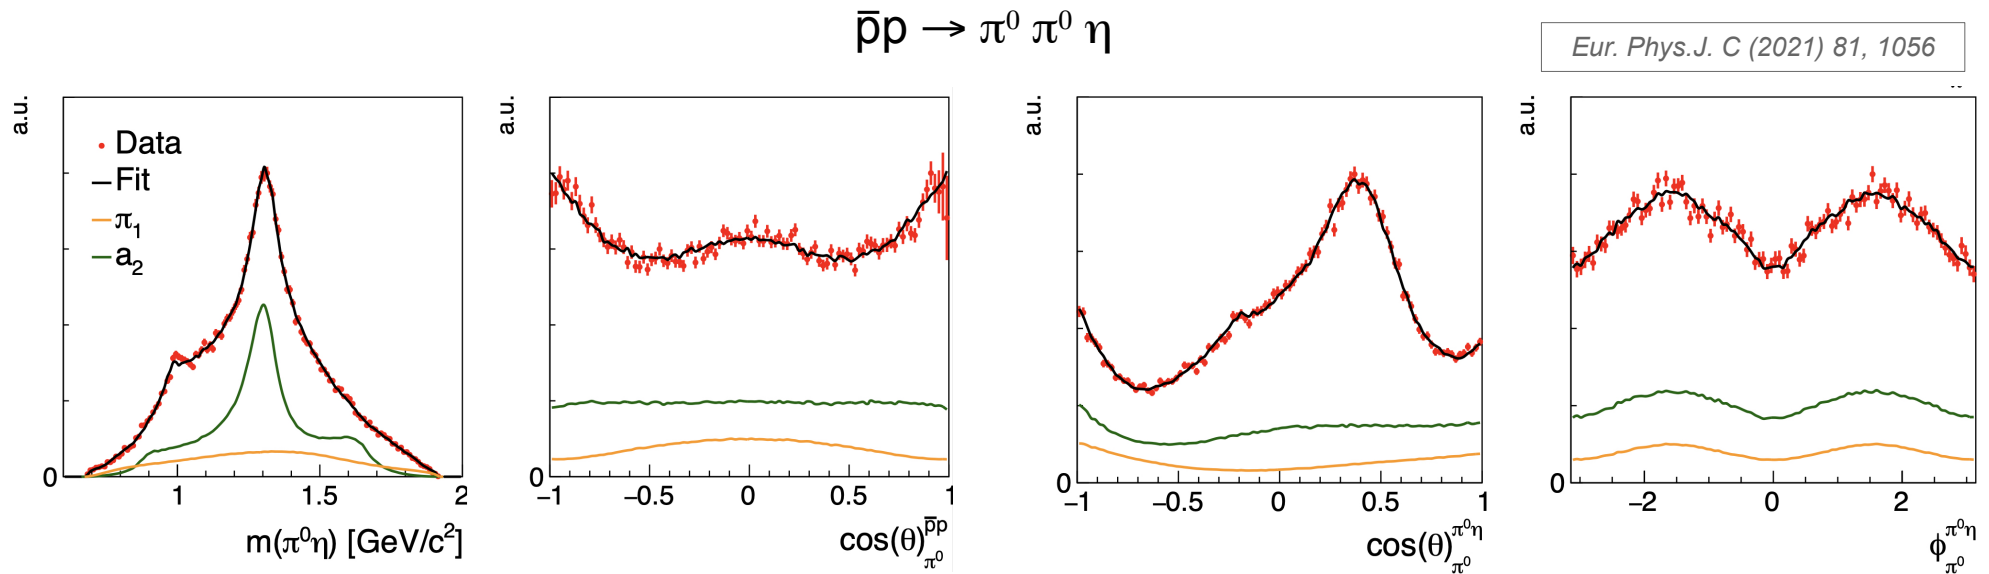 p̅p → π⁰ π⁰ η
Eur. Phys.J. C (2021) 81, 1056
a.u.
Data
Fit
π₁
a₂
0
1 1.5 2
m(π⁰η) [GeV/c²]
a.u.
0
−1 −0.5 0 0.5 1
cos(θ)^{p̅p}_{π⁰}
a.u.
0
−1 −0.5 0 0.5 1
cos(θ)^{π⁰η}_{π⁰}
a.u.
0
−2 0 2
ϕ^{π⁰η}_{π⁰}